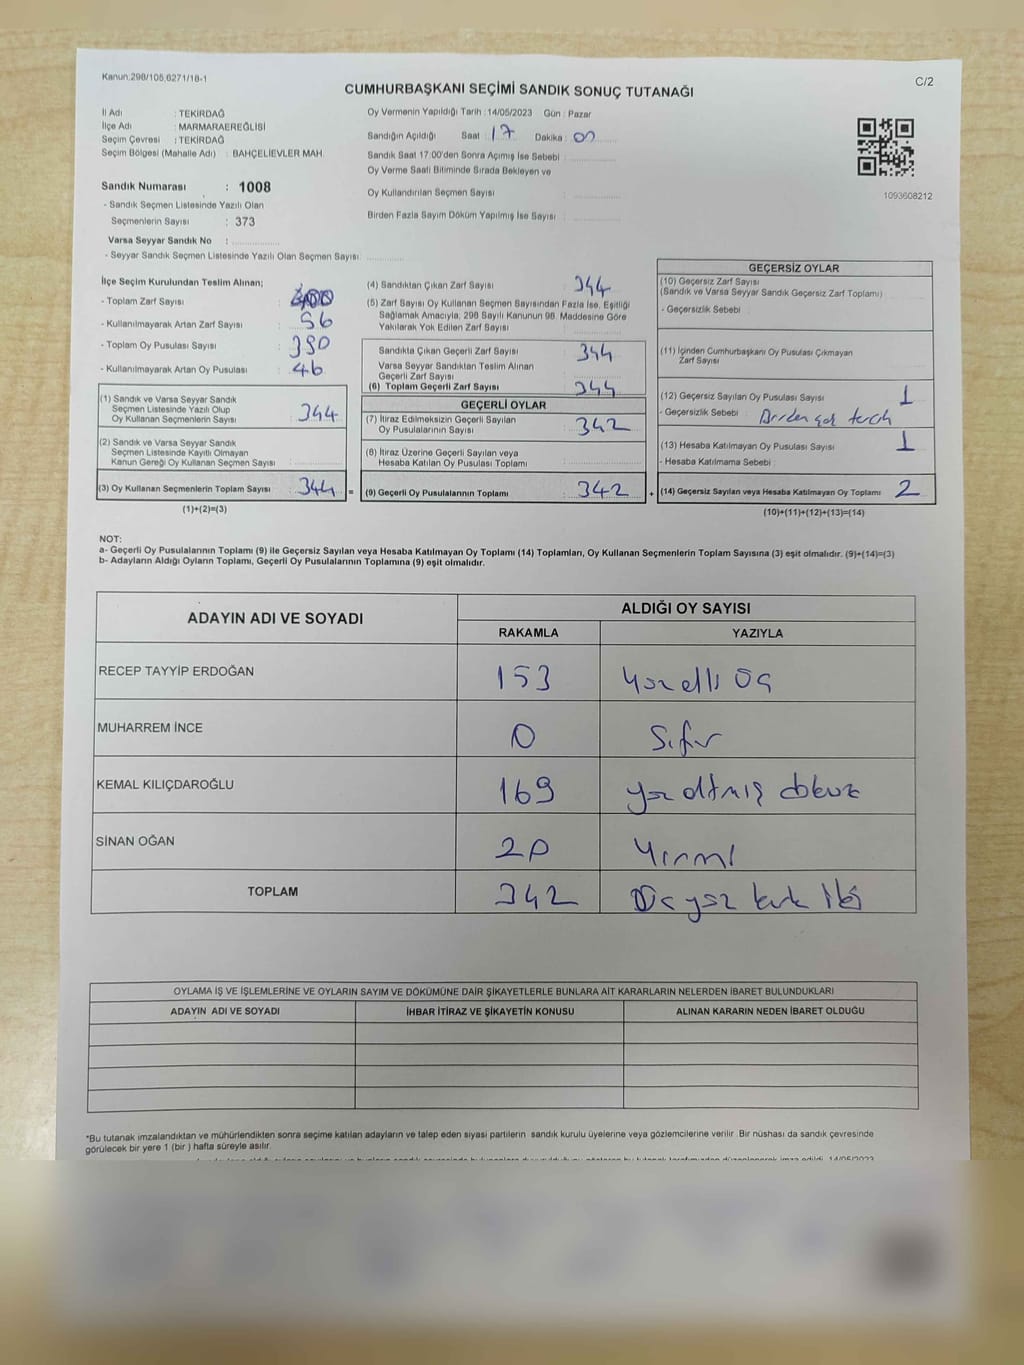 Kanun.298/105,6271/18-1
C/2
CUMHURBAŞKANI SEÇİMİ SANDIK SONUÇ TUTANAĞI
İl Adı : TEKİRDAĞ
İlçe Adı : MARMARAEREĞLİSİ
Seçim Çevresi : TEKİRDAĞ
Seçim Bölgesi (Mahalle Adı) : BAHÇELİEVLER MAH.
Oy Vermenin Yapıldığı Tarih : 14/05/2023 Gün : Pazar
Sandığın Açıldığı Saat : 17 Dakika : 00
Sandık Saat 17:00'den Sonra Açımış İse Sebebi :
Oy Verme Saati Bitiminde Sırada Bekleyen ve
Oy Kullandırılan Seçmen Sayısı :
Birden Fazla Sayım Döküm Yapılmış İse Sayısı :
1093608212
Sandık Numarası : 1008
- Sandık Seçmen Listesinde Yazılı Olan
Seçmenlerin Sayısı : 373
Varsa Seyyar Sandık No :
- Seyyar Sandık Seçmen Listesinde Yazılı Olan Seçmen Sayısı:
İlçe Seçim Kurulundan Teslim Alınan;
- Toplam Zarf Sayısı : 400
- Kullanılmayarak Artan Zarf Sayısı : 56
- Toplam Oy Pusulası Sayısı : 390
- Kullanılmayarak Artan Oy Pusulası : 46
(1) Sandık ve Varsa Seyyar Sandık
Seçmen Listesinde Yazılı Olup
Oy Kullanan Seçmenlerin Sayısı : 344
(2) Sandık ve Varsa Seyyar Sandık
Seçmen Listesinde Kayıtlı Olmayan
Kanun Gereği Oy Kullanan Seçmen Sayısı :
(3) Oy Kullanan Seçmenlerin Toplam Sayısı : 344 =
(1)+(2)=(3)
(4) Sandıktan Çıkan Zarf Sayısı : 344
(5) Zarf Sayısı Oy Kullanan Seçmen Sayısından Fazla İse, Eşitliği
Sağlamak Amacıyla, 298 Sayılı Kanunun 98. Maddesine Göre
Yakılarak Yok Edilen Zarf Sayısı :
Sandıkta Çıkan Geçerli Zarf Sayısı : 344
Varsa Seyyar Sandıktan Teslim Alınan
Geçerli Zarf Sayısı :
(6) Toplam Geçerli Zarf Sayısı : 344
GEÇERLİ OYLAR
(7) İtiraz Edilmeksizin Geçerli Sayılan
Oy Pusulalarının Sayısı : 342
(8) İtiraz Üzerine Geçerli Sayılan veya
Hesaba Katılan Oy Pusulası Toplamı :
(9) Geçerli Oy Pusulalarının Toplamı : 342 +
GEÇERSİZ OYLAR
(10) Geçersiz Zarf Sayısı
(Sandık ve Varsa Seyyar Sandık Geçersiz Zarf Toplamı)
- Geçersizlik Sebebi :
(11) İçinden Cumhurbaşkanı Oy Pusulası Çıkmayan
Zarf Sayısı
(12) Geçersiz Sayılan Oy Pusulası Sayısı 1
- Geçersizlik Sebebi : Birden çok tercih
(13) Hesaba Katılmayan Oy Pusulası Sayısı 1
- Hesaba Katılmama Sebebi :
(14) Geçersiz Sayılan veya Hesaba Katılmayan Oy Toplamı 2
(10)+(11)+(12)+(13)=(14)
NOT:
a- Geçerli Oy Pusulalarının Toplamı (9) ile Geçersiz Sayılan veya Hesaba Katılmayan Oy Toplamı (14) Toplamları, Oy Kullanan Seçmenlerin Toplam Sayısına (3) eşit olmalıdır. (9)+(14)=(3)
b- Adayların Aldığı Oyların Toplamı, Geçerli Oy Pusulalarının Toplamına (9) eşit olmalıdır.
ADAYIN ADI VE SOYADI
ALDIĞI OY SAYISI
RAKAMLA YAZIYLA
RECEP TAYYİP ERDOĞAN 153 Yüz elli üç
MUHARREM İNCE 0 Sıfır
KEMAL KILIÇDAROĞLU 169 yüz altmış dokuz
SİNAN OĞAN 20 Yirmi
TOPLAM 342 Üç yüz kırk iki
OYLAMA İŞ VE İŞLEMLERİNE VE OYLARIN SAYIM VE DÖKÜMÜNE DAİR ŞİKAYETLERLE BUNLARA AİT KARARLARIN NELERDEN İBARET BULUNDUKLARI
ADAYIN ADI VE SOYADI İHBAR İTİRAZ VE ŞİKAYETİN KONUSU ALINAN KARARIN NEDEN İBARET OLDUĞU
*Bu tutanak imzalandıktan ve mühürlendikten sonra seçime katılan adayların ve talep eden siyasi partilerin sandık kurulu üyelerine veya gözlemcilerine verilir. Bir nüshası da sandık çevresinde
görülecek bir yere 1 (bir ) hafta süreyle asılır.